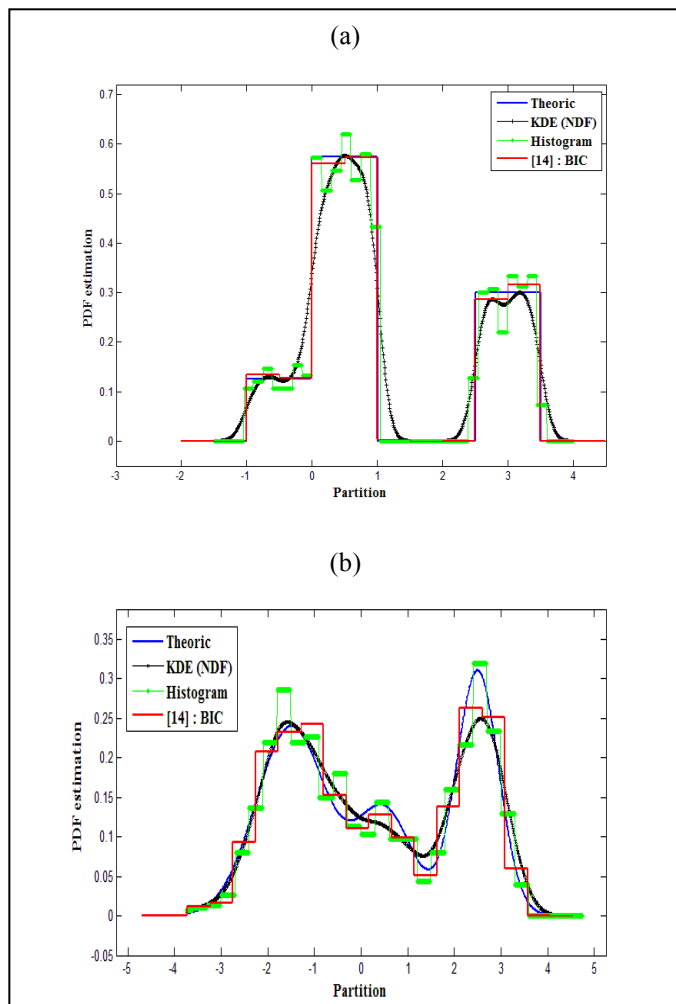 (a)
0.7
0.6
0.5
0.4
0.3
0.2
0.1
0
PDF estimation
-3 -2 -1 0 1 2 3 4
Partition
Theoric
KDE (NDF)
Histogram
[14] : BIC
(b)
0.35
0.3
0.25
0.2
0.15
0.1
0.05
0
-0.05
PDF estimation
-5 -4 -3 -2 -1 0 1 2 3 4 5
Partition
Theoric
KDE (NDF)
Histogram
[14] : BIC